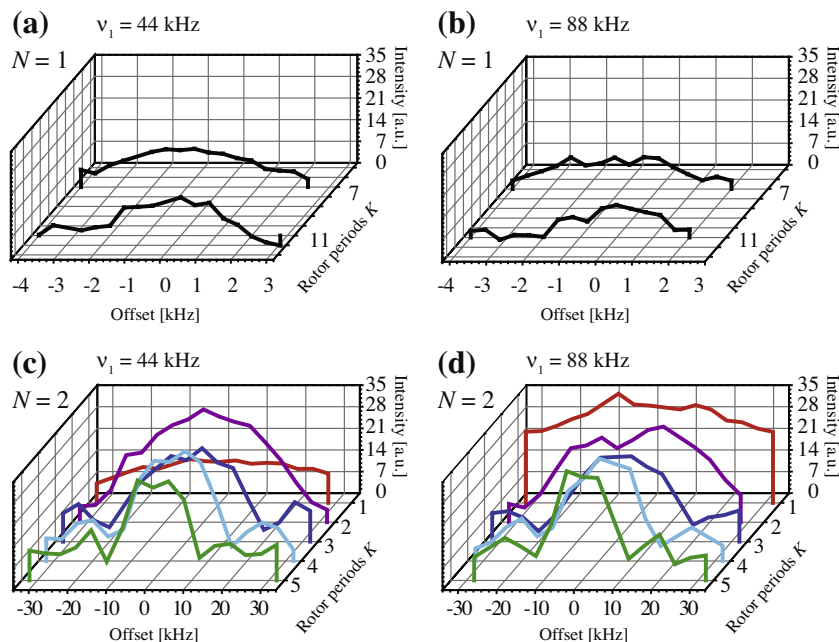 (a) ν₁ = 44 kHz
N = 1
35
28
21
14
7
0
Intensity [a.u.]
7
11
Rotor periods K
-4 -3 -2 -1 0 1 2 3
Offset [kHz]
(b) ν₁ = 88 kHz
N = 1
35
28
21
14
7
0
Intensity [a.u.]
7
11
Rotor periods K
-4 -3 -2 -1 0 1 2 3
Offset [kHz]
(c) ν₁ = 44 kHz
N = 2
35
28
21
14
7
0
Intensity [a.u.]
1
2
3
4
5
Rotor periods K
-30 -20 -10 0 10 20 30
Offset [kHz]
(d) ν₁ = 88 kHz
N = 2
35
28
21
14
7
0
Intensity [a.u.]
1
2
3
4
5
Rotor periods K
-30 -20 -10 0 10 20 30
Offset [kHz]